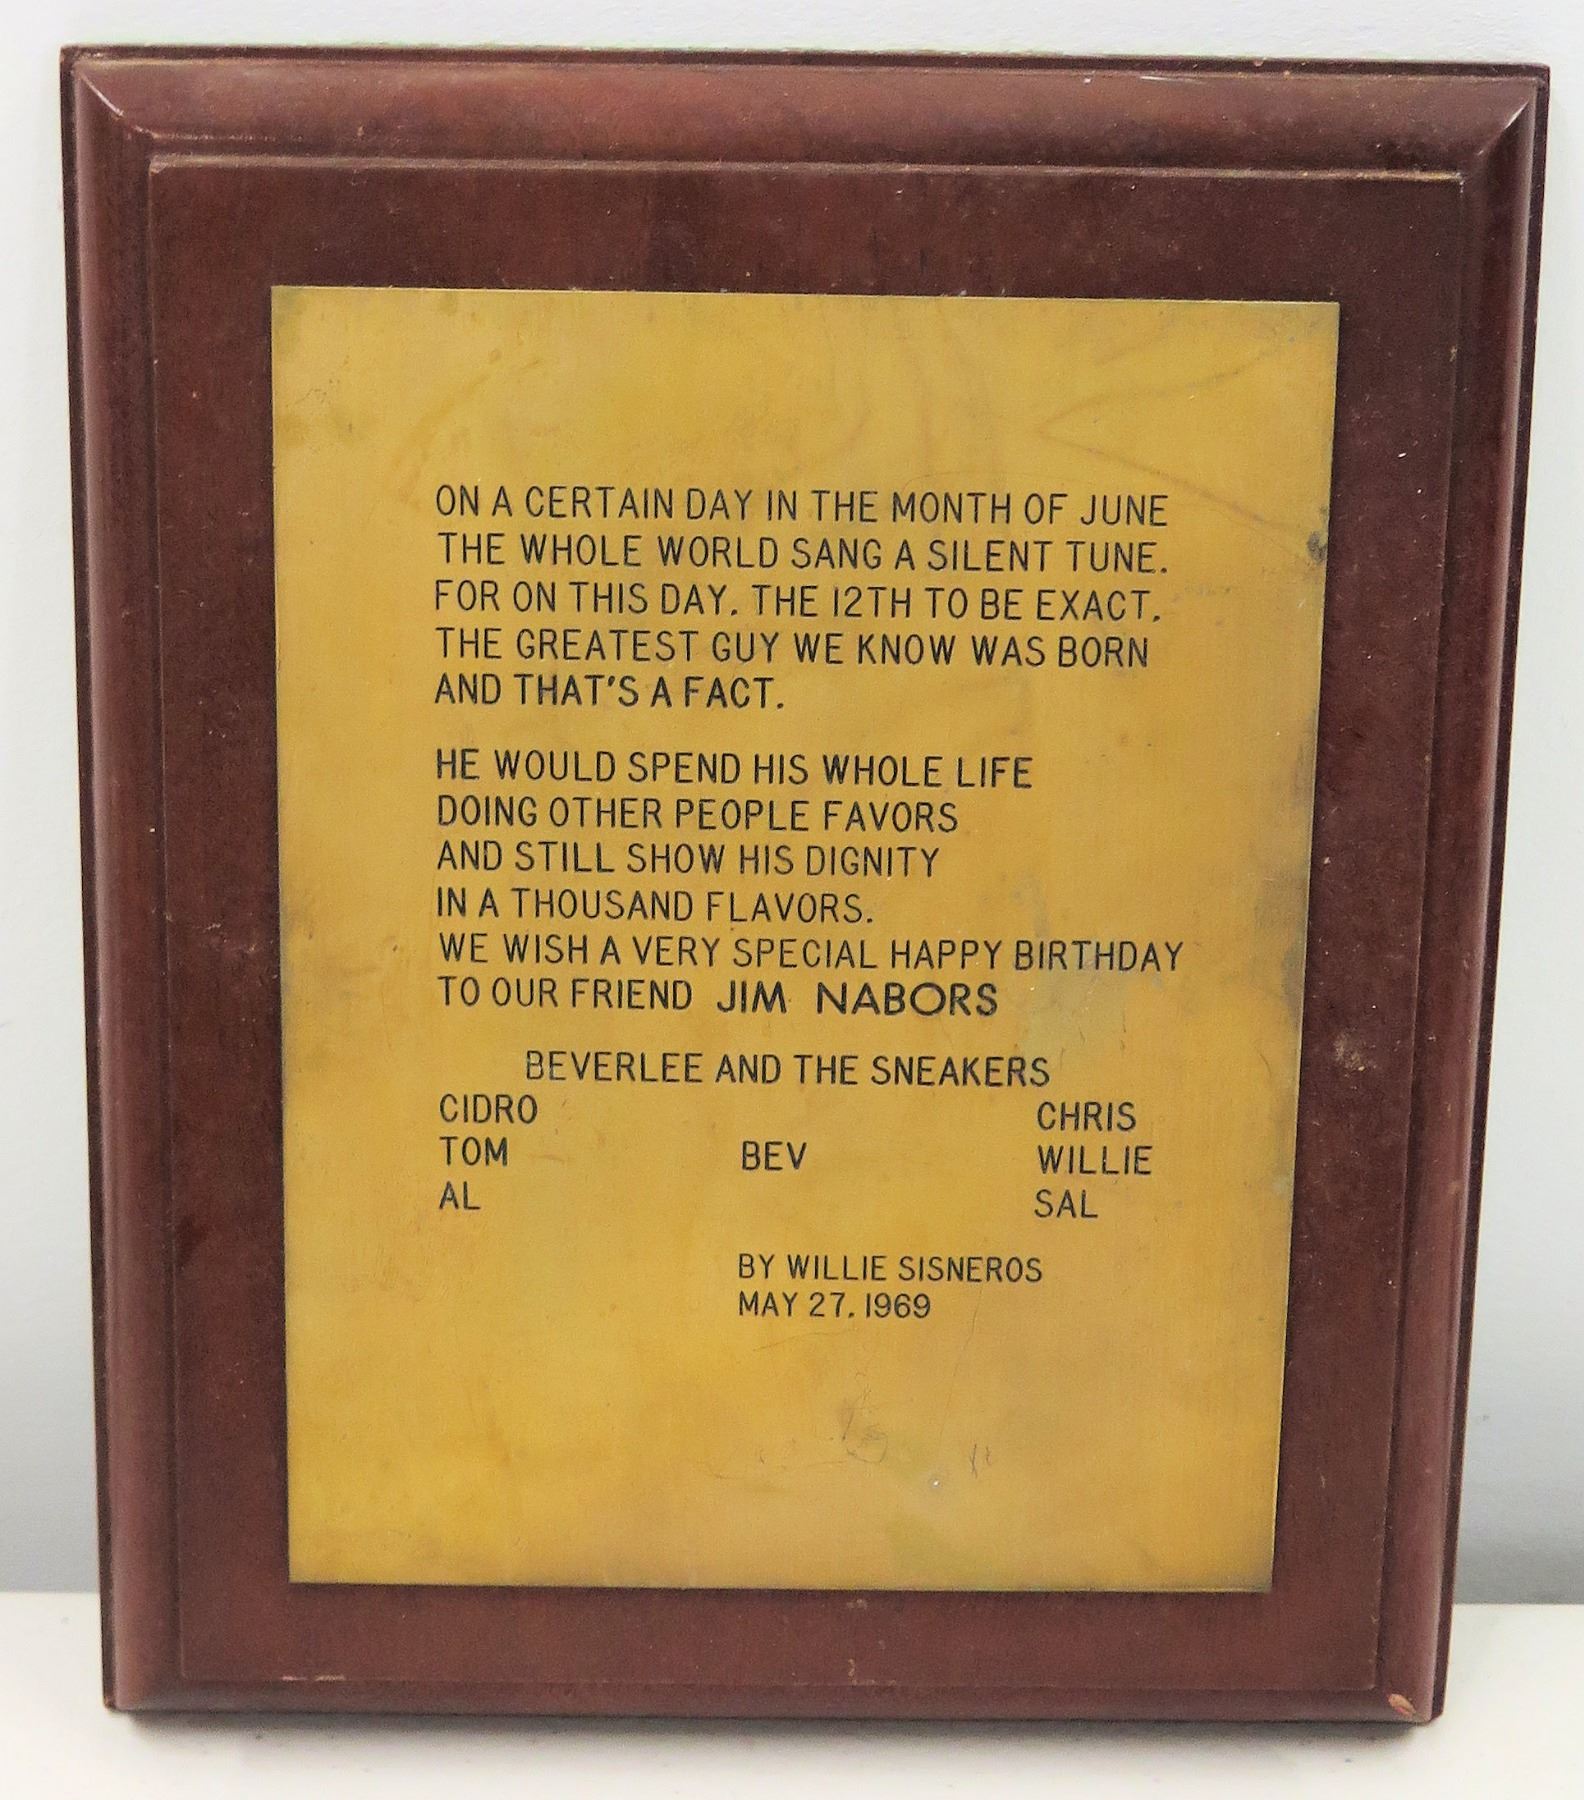 ON A CERTAIN DAY IN THE MONTH OF JUNE
THE WHOLE WORLD SANG A SILENT TUNE.
FOR ON THIS DAY. THE 12TH TO BE EXACT.
THE GREATEST GUY WE KNOW WAS BORN
AND THAT'S A FACT.
HE WOULD SPEND HIS WHOLE LIFE
DOING OTHER PEOPLE FAVORS
AND STILL SHOW HIS DIGNITY
IN A THOUSAND FLAVORS.
WE WISH A VERY SPECIAL HAPPY BIRTHDAY
TO OUR FRIEND JIM NABORS
BEVERLEE AND THE SNEAKERS
CIDRO CHRIS
TOM BEV WILLIE
AL SAL
BY WILLIE SISNEROS
MAY 27. 1969